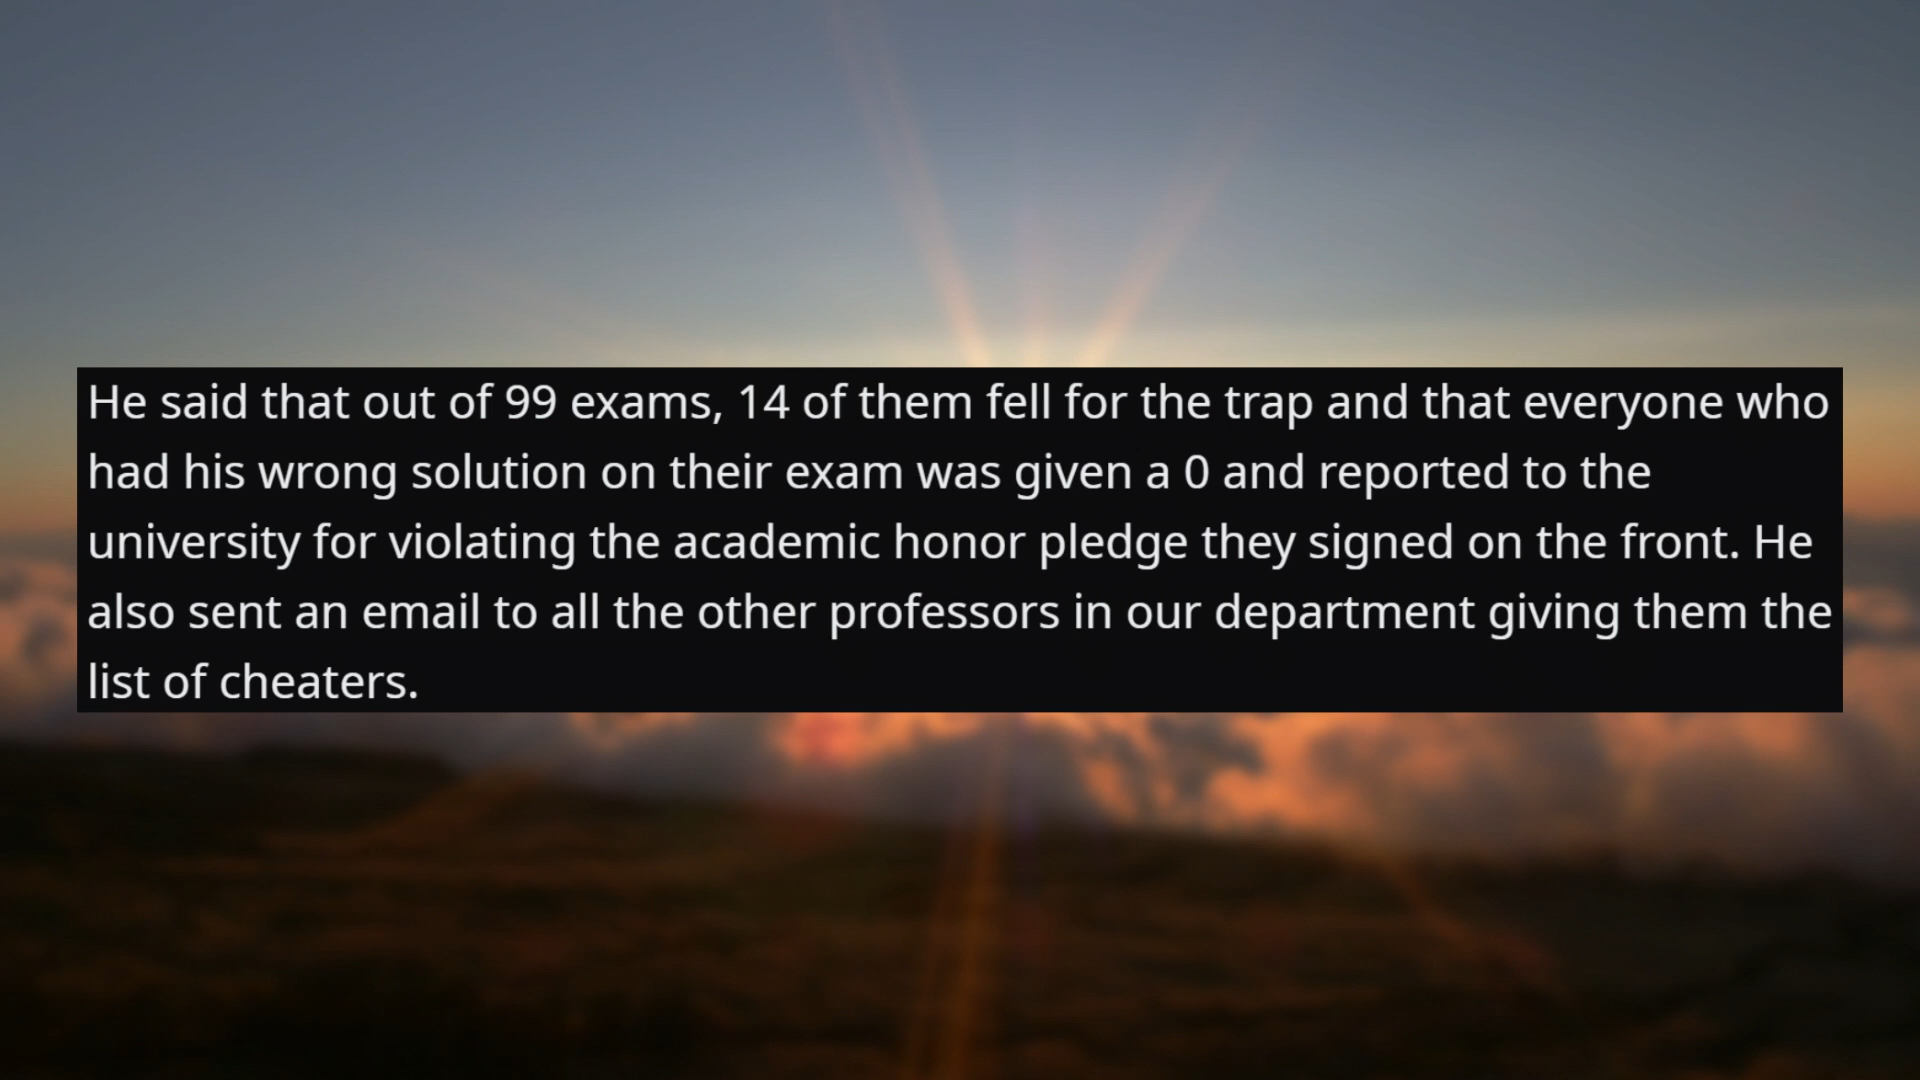 He said that out of 99 exams, 14 of them fell for the trap and that everyone who
had his wrong solution on their exam was given a 0 and reported to the
university for violating the academic honor pledge they signed on the front. He
also sent an email to all the other professors in our department giving them the
list of cheaters.